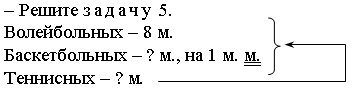 – Решите з а д а ч у 5.
Волейбольных – 8 м.
Баскетбольных – ? м., на 1 м. м.
Теннисных – ? м.